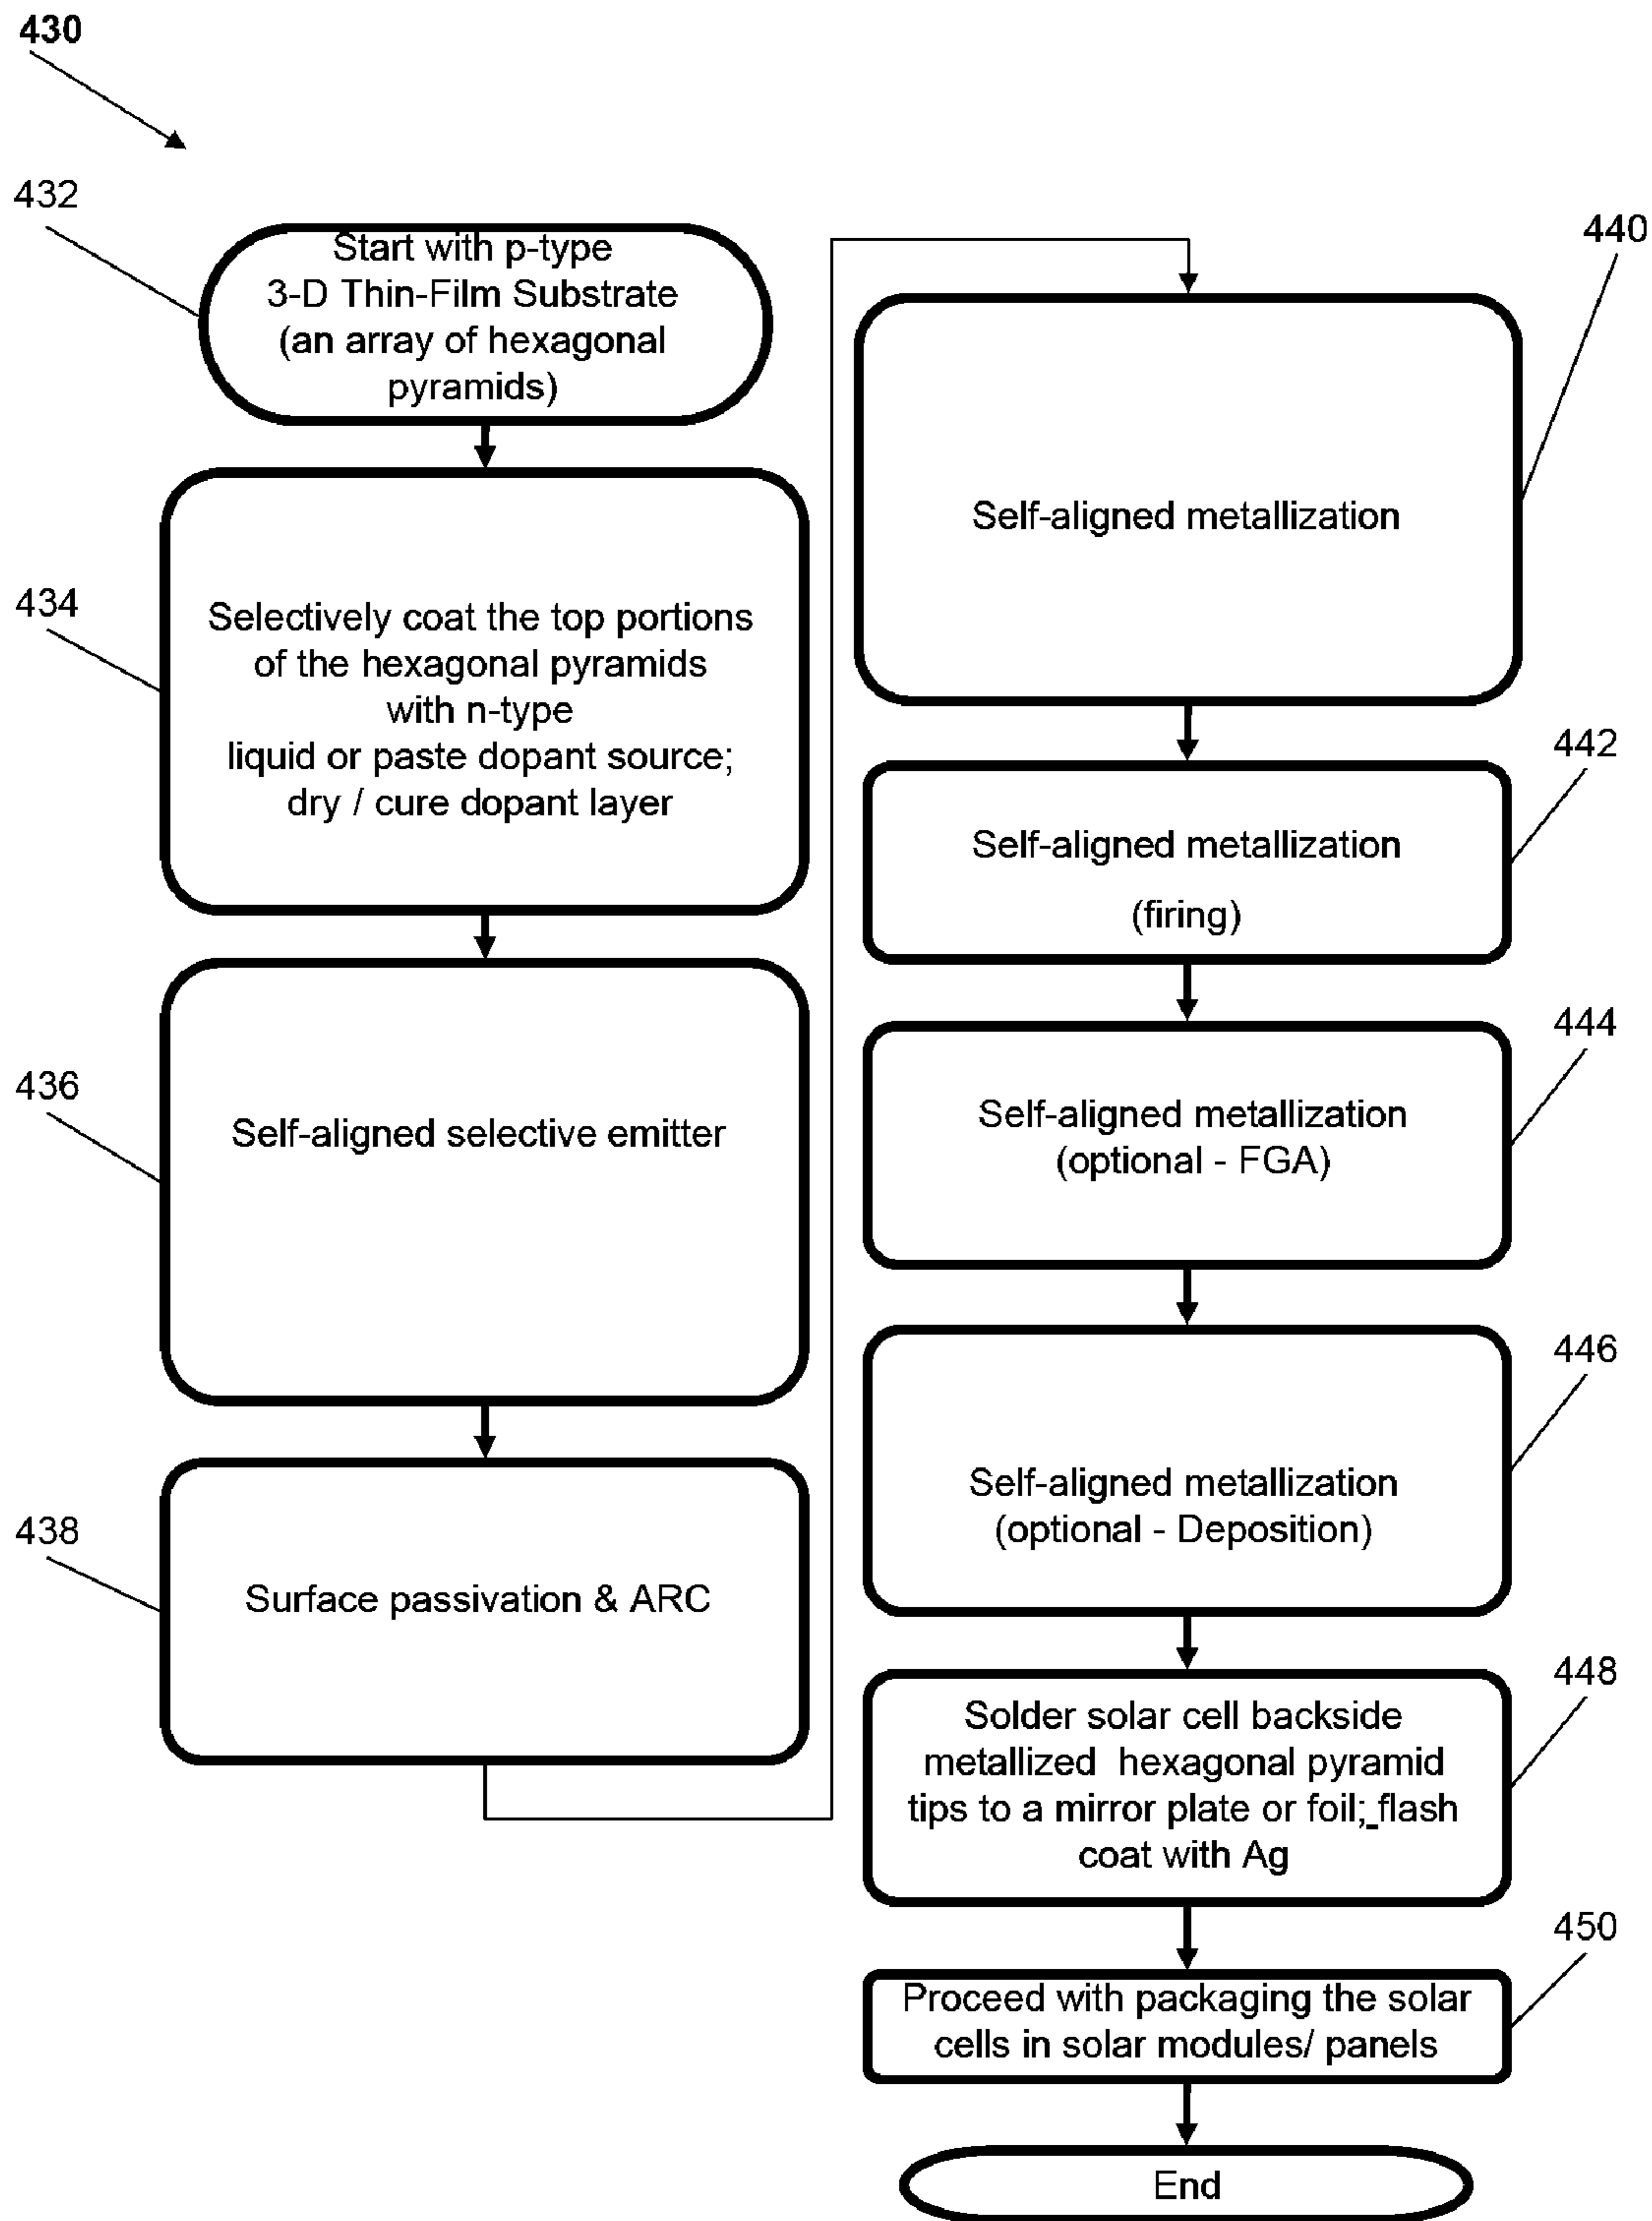 430
432
Start with p-type
3-D Thin-Film Substrate
(an array of hexagonal
pyramids)
434
Selectively coat the top portions
of the hexagonal pyramids
with n-type
liquid or paste dopant source;
dry / cure dopant layer
436
Self-aligned selective emitter
438
Surface passivation & ARC
440
Self-aligned metallization
442
Self-aligned metallization
(firing)
444
Self-aligned metallization
(optional - FGA)
446
Self-aligned metallization
(optional - Deposition)
448
Solder solar cell backside
metallized hexagonal pyramid
tips to a mirror plate or foil; flash
coat with Ag
450
Proceed with packaging the solar
cells in solar modules/ panels
End